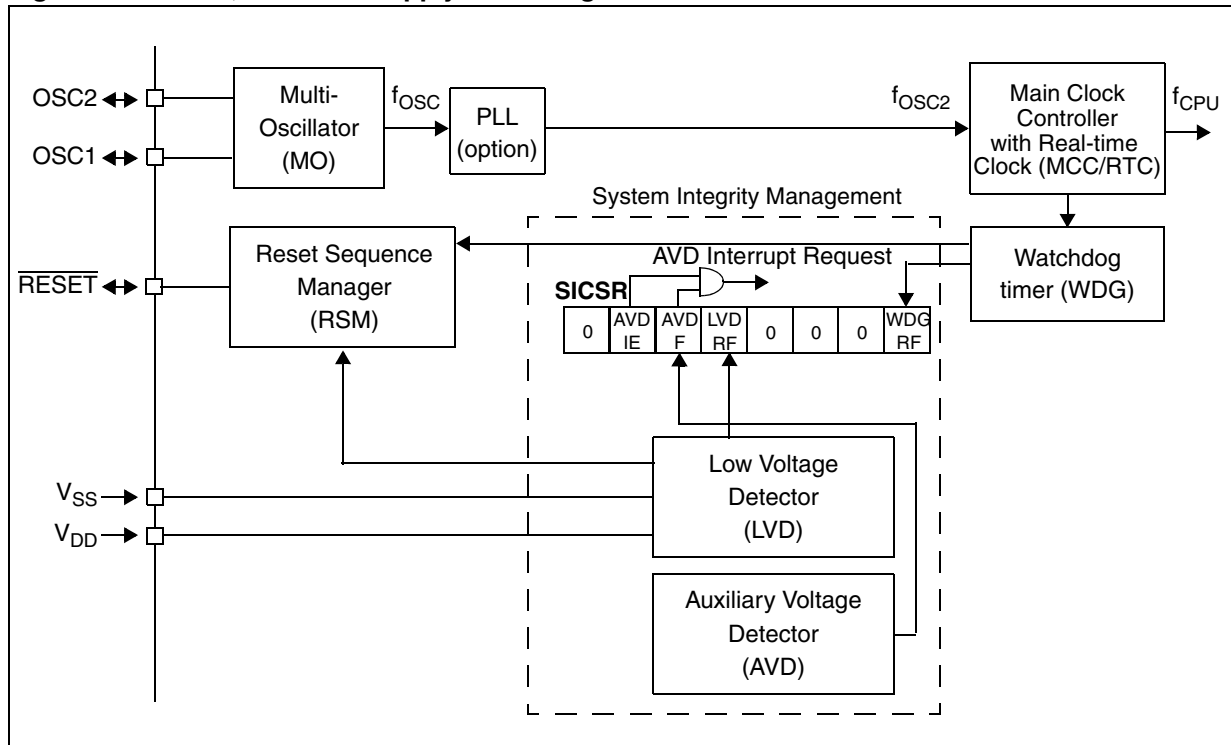 OSC2
OSC1
RESET
VSS
VDD
Multi-
Oscillator
(MO)
fOSC
PLL
(option)
fOSC2
Main Clock
Controller
with Real-time
Clock (MCC/RTC)
fCPU
System Integrity Management
Reset Sequence
Manager
(RSM)
AVD Interrupt Request
Watchdog
timer (WDG)
SICSR
0
AVD
IE
AVD
F
LVD
RF
0
0
0
WDG
RF
Low Voltage
Detector
(LVD)
Auxiliary Voltage
Detector
(AVD)